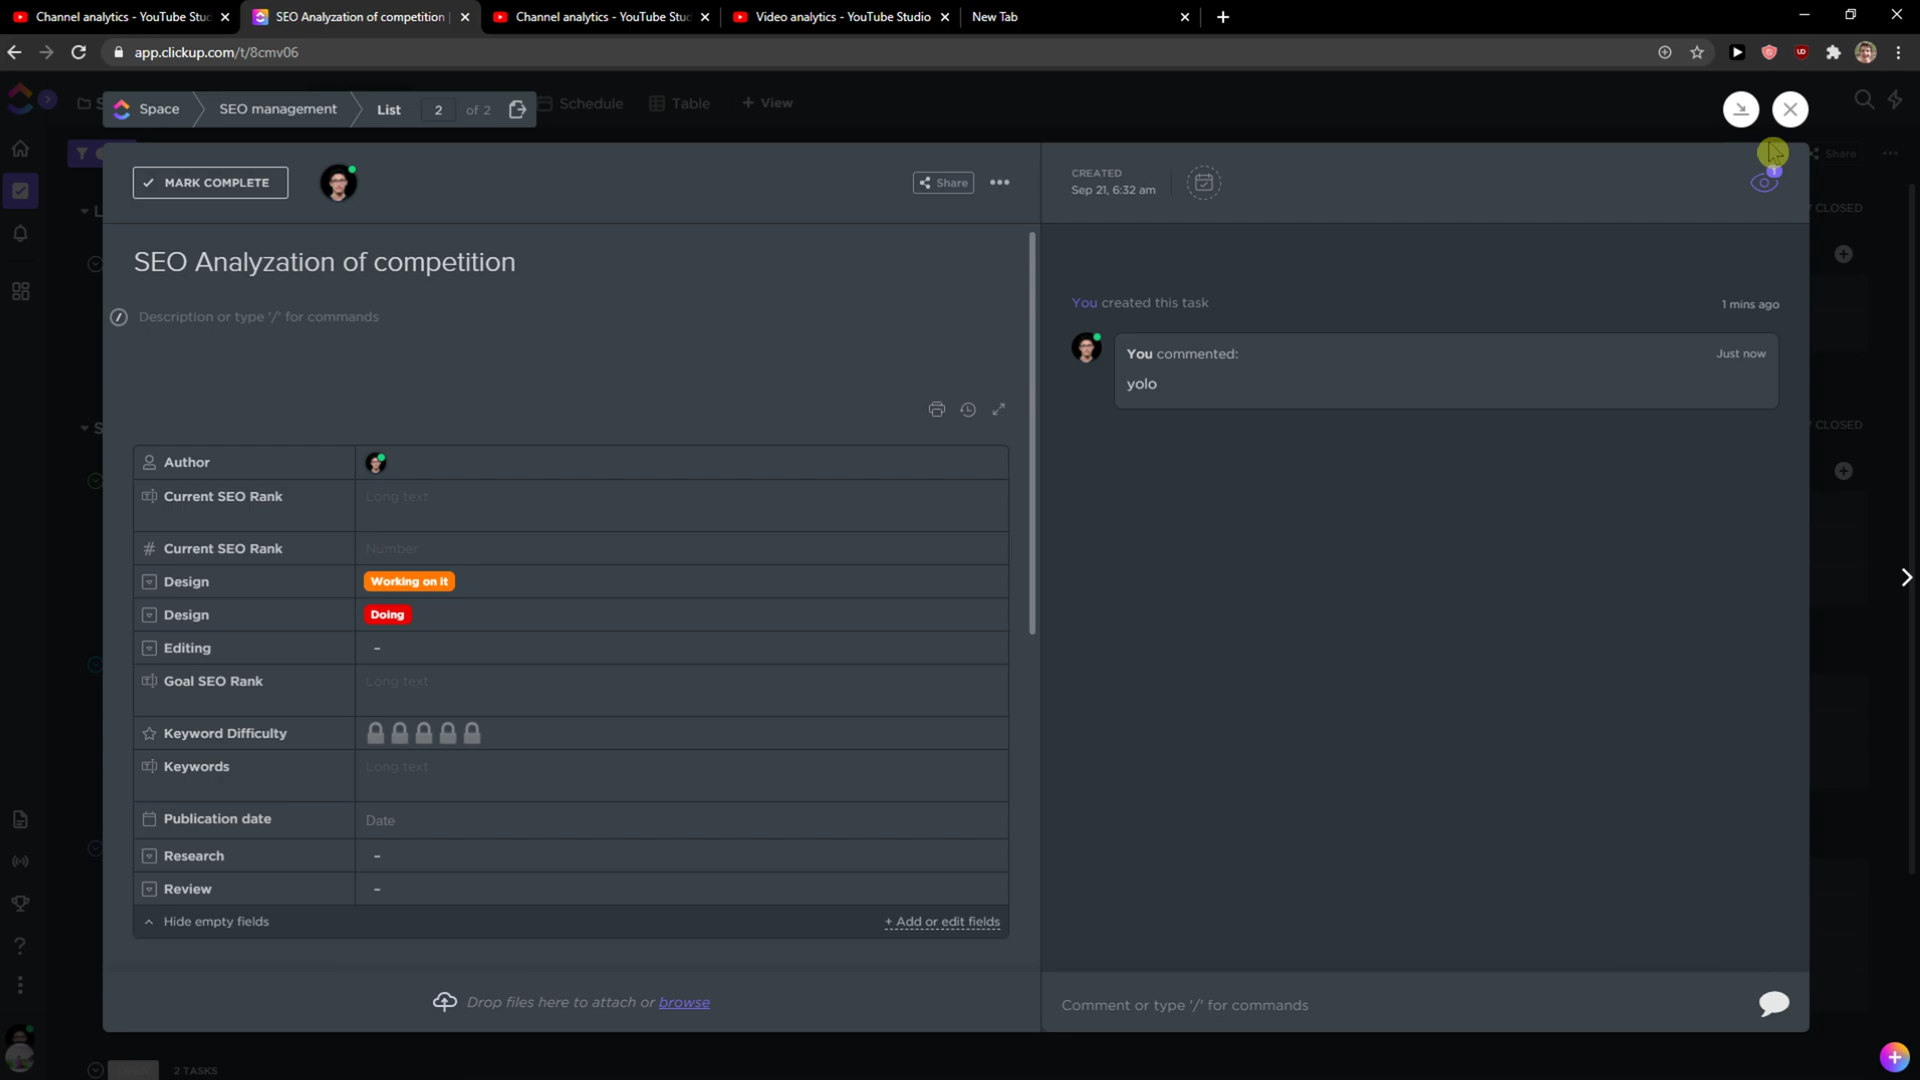 Channel analytics - YouTube Stuc
SEO Analyzation of competition |
Channel analytics - YouTube Stuc
Video analytics - YouTube Studio
New Tab
app.clickup.com/t/8cmv06
Space
SEO management
List
2
of 2
Schedule
Table
+ View
Share
MARK COMPLETE
Share
CREATED
Sep 21, 6:32 am
1
CLOSED
SEO Analyzation of competition
Description or type '/' for commands
You created this task
1 mins ago
You commented:
Just now
yolo
CLOSED
Author
Current SEO Rank
Long text
Current SEO Rank
Number
Design
Working on it
Design
Doing
Editing
-
Goal SEO Rank
Long text
Keyword Difficulty
Keywords
Long text
Publication date
Date
Research
-
Review
-
Hide empty fields
+ Add or edit fields
Drop files here to attach or browse
Comment or type '/' for commands
2 TASKS